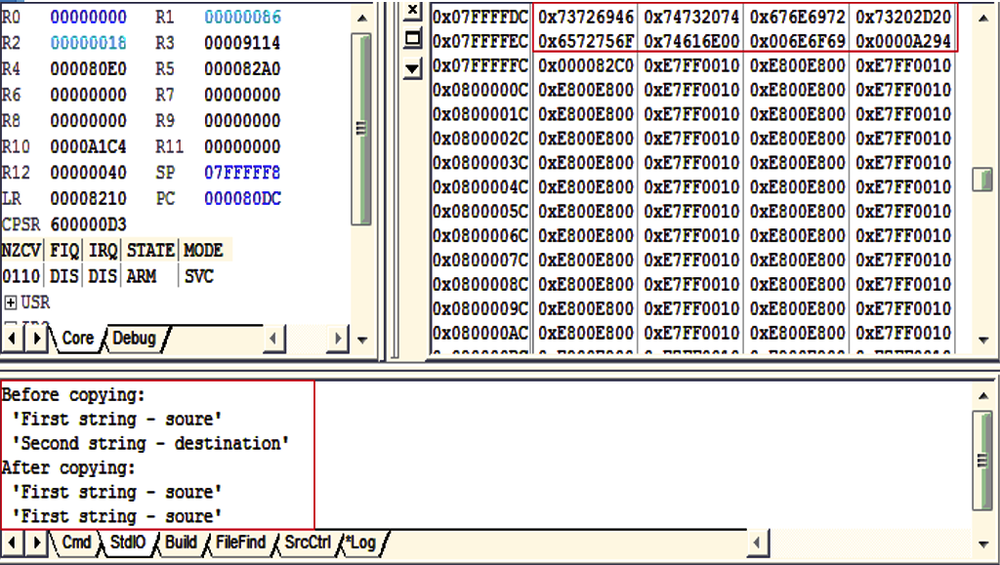 R0 00000000 R1 00000086
R2 00000018 R3 00009114
R4 000080E0 R5 000082A0
R6 00000000 R7 00000000
R8 00000000 R9 00000000
R10 0000A1C4 R11 00000000
R12 00000040 SP 07FFFFF8
LR 00008210 PC 000080DC
CPSR 600000D3
NZCV FIQ IRQ STATE MODE
0110 DIS DIS ARM SVC
USR
Core Debug
0x07FFFFDC 0x73726946 0x74732074 0x676E6972 0x73202D20
0x07FFFFEC 0x6572756F 0x74616E00 0x006E6F69 0x0000A294
0x07FFFFFC 0x000082C0 0xE7FF0010 0xE800E800 0xE7FF0010
0x0800000C 0xE800E800 0xE7FF0010 0xE800E800 0xE7FF0010
0x0800001C 0xE800E800 0xE7FF0010 0xE800E800 0xE7FF0010
0x0800002C 0xE800E800 0xE7FF0010 0xE800E800 0xE7FF0010
0x0800003C 0xE800E800 0xE7FF0010 0xE800E800 0xE7FF0010
0x0800004C 0xE800E800 0xE7FF0010 0xE800E800 0xE7FF0010
0x0800005C 0xE800E800 0xE7FF0010 0xE800E800 0xE7FF0010
0x0800006C 0xE800E800 0xE7FF0010 0xE800E800 0xE7FF0010
0x0800007C 0xE800E800 0xE7FF0010 0xE800E800 0xE7FF0010
0x0800008C 0xE800E800 0xE7FF0010 0xE800E800 0xE7FF0010
0x0800009C 0xE800E800 0xE7FF0010 0xE800E800 0xE7FF0010
0x080000AC 0xE800E800 0xE7FF0010 0xE800E800 0xE7FF0010
Before copying:
'First string - soure'
'Second string - destination'
After copying:
'First string - soure'
'First string - soure'
Cmd StdIO Build FileFind SrcCtrl *Log